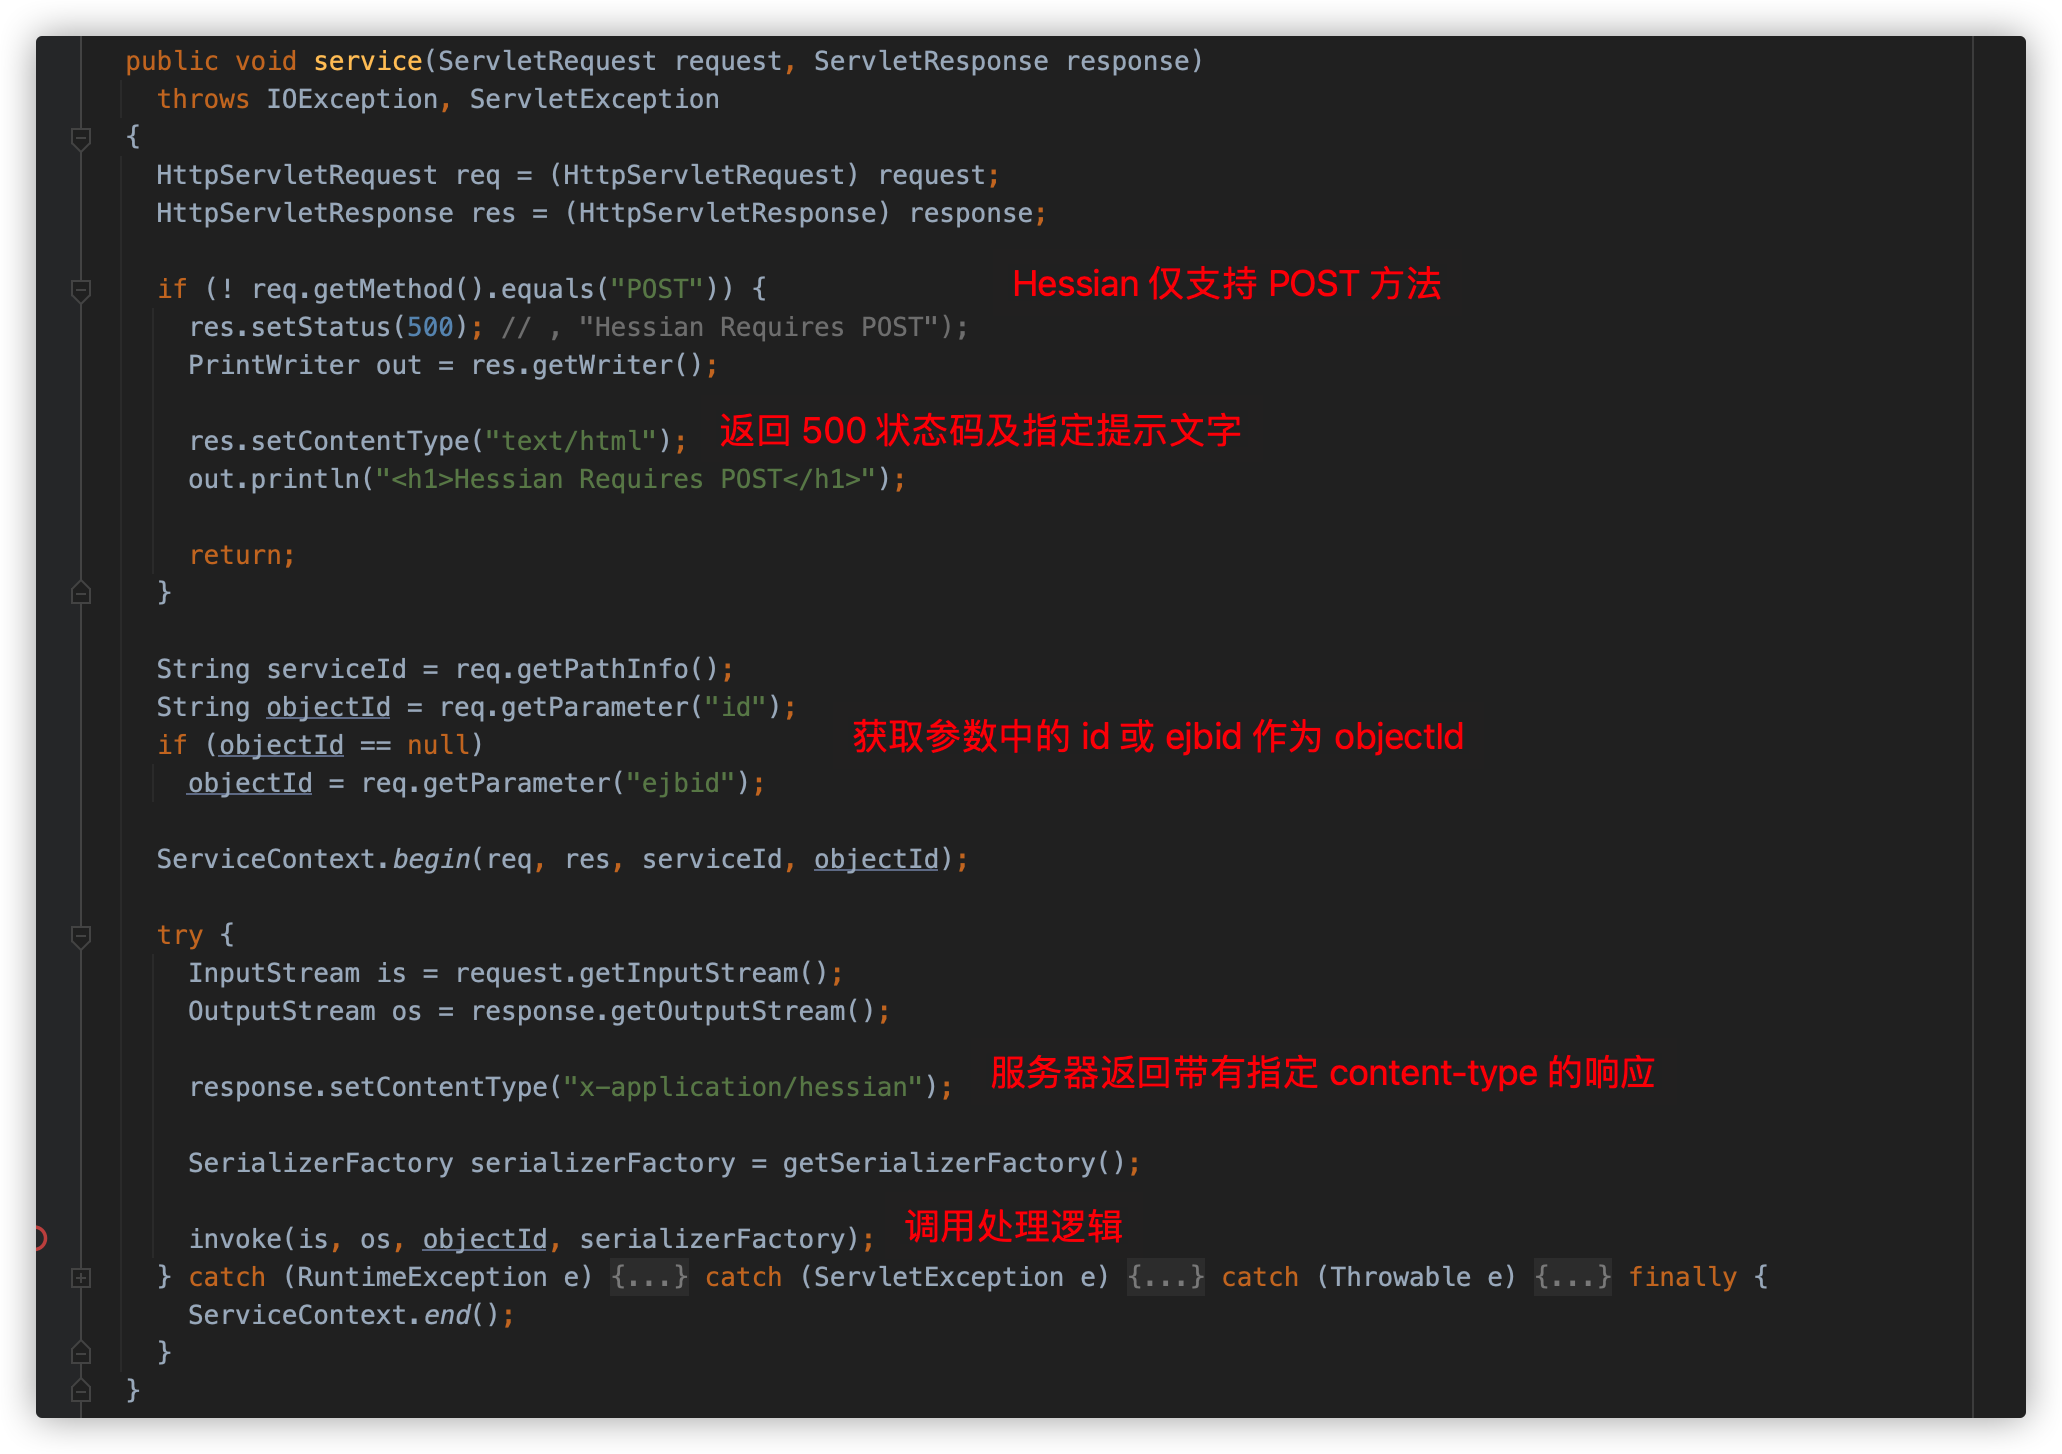 public void service(ServletRequest request, ServletResponse response)
throws IOException, ServletException
{
HttpServletRequest req = (HttpServletRequest) request;
HttpServletResponse res = (HttpServletResponse) response;
if (! req.getMethod().equals("POST")) {
Hessian 仅支持 POST 方法
res.setStatus(500); // , "Hessian Requires POST");
PrintWriter out = res.getWriter();
res.setContentType("text/html");
返回 500 状态码及指定提示文字
out.println("<h1>Hessian Requires POST</h1>");
return;
}
String serviceId = req.getPathInfo();
String objectId = req.getParameter("id");
if (objectId == null)
获取参数中的 id 或 ejbid 作为 objectId
objectId = req.getParameter("ejbid");
ServiceContext.begin(req, res, serviceId, objectId);
try {
InputStream is = request.getInputStream();
OutputStream os = response.getOutputStream();
response.setContentType("x-application/hessian");
服务器返回带有指定 content-type 的响应
SerializerFactory serializerFactory = getSerializerFactory();
invoke(is, os, objectId, serializerFactory);
调用处理逻辑
} catch (RuntimeException e) {...} catch (ServletException e) {...} catch (Throwable e) {...} finally {
ServiceContext.end();
}
}